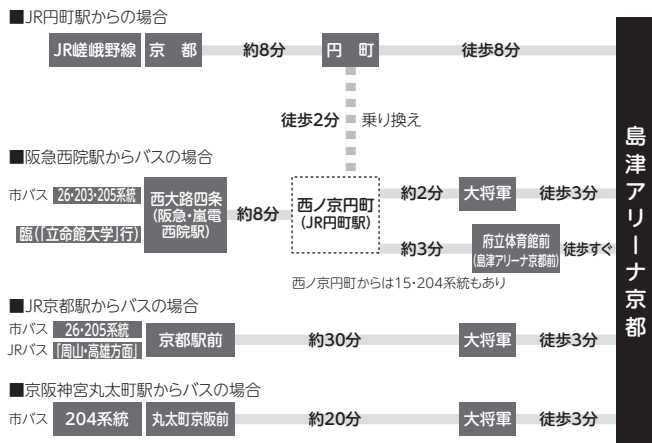 ■JR円町駅からの場合
JR嵯峨野線 京都 約8分 円町 徒歩8分
徒歩2分 乗り換え
■阪急西院駅からバスの場合
市バス 26・203・205系統
臨(「立命館大学」行)
西大路四条
(阪急・嵐電
西院駅)
約8分
西ノ京円町
(JR円町駅)
約2分 大将軍 徒歩3分
約3分 府立体育館前
(島津アリーナ京都前)
徒歩すぐ
西ノ京円町からは15・204系統もあり
■JR京都駅からバスの場合
市バス 26・205系統
JRバス 「周山・高雄方面」
京都駅前 約30分 大将軍 徒歩3分
■京阪神宮丸太町駅からバスの場合
市バス 204系統 丸太町京阪前 約20分 大将軍 徒歩3分
島津アリーナ京都